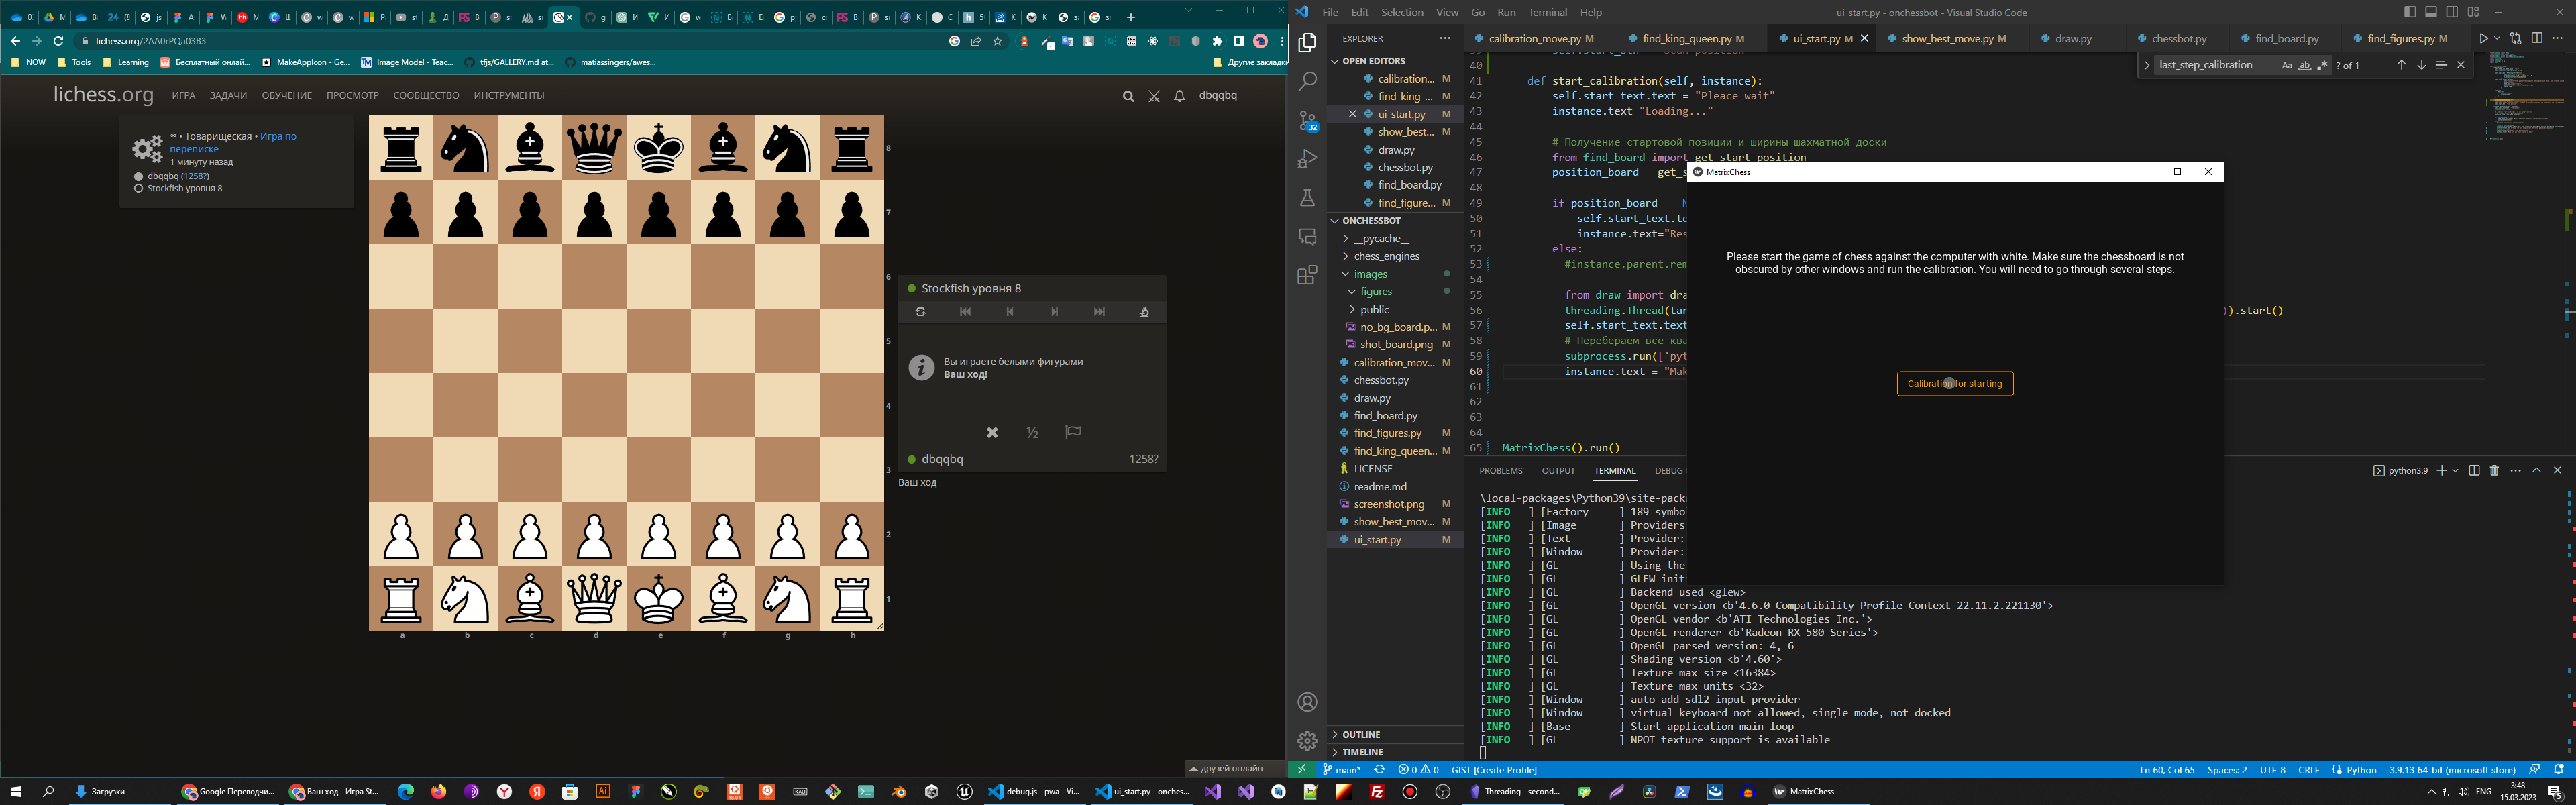 lichess.org/2AA0rPQa03B3
NOW
Tools
Learning
Бесплатный онлай...
MakeAppIcon - Ge...
Image Model - Teac...
tfjs/GALLERY.md at...
matiassingers/awes...
Другие закладки
lichess.org
ИГРА
ЗАДАЧИ
ОБУЧЕНИЕ
ПРОСМОТР
СООБЩЕСТВО
ИНСТРУМЕНТЫ
dbqqbq
∞ • Товарищеская • Игра по
переписке
1 минуту назад
dbqqbq (1258?)
Stockfish уровня 8
8
7
6
5
4
3
2
1
a b c d e f g h
Stockfish уровня 8
Вы играете белыми фигурами
Ваш ход!
½
dbqqbq 1258?
Ваш ход
друзей онлайн
File Edit Selection View Go Run Terminal Help
ui_start.py - onchessbot - Visual Studio Code
EXPLORER
OPEN EDITORS
calibration... M
find_king_... M
ui_start.py M
show_best... M
draw.py
chessbot.py
find_board.py
find_figure... M
ONCHESSBOT
__pycache__
chess_engines
images
figures
public
no_bg_board.p... M
shot_board.png M
calibration_mov... M
chessbot.py
draw.py
find_board.py
find_figures.py M
find_king_queen... M
LICENSE
readme.md
screenshot.png M
show_best_mov... M
ui_start.py M
OUTLINE
TIMELINE
32
calibration_move.py M
find_king_queen.py M
ui_start.py M
show_best_move.py M
draw.py
chessbot.py
find_board.py
find_figures.py M
last_step_calibration
Aa ab
? of 1
40
41 def start_calibration(self, instance):
42 self.start_text.text = "Pleace wait"
43 instance.text="Loading..."
44
45 # Получение стартовой позиции и ширины шахматной доски
46 from find_board import get_start_position
47 position_board = get_s
48
49 if position_board == N
50 self.start_text.te
51 instance.text="Res
52 else:
53 #instance.parent.rem
54
55 from draw import dra
56 threading.Thread(tar )).start()
57 self.start_text.text
58 # Перебераем все ква
59 subprocess.run(['pyt
60 instance.text = "Mak
61
62
63
64
65 MatrixChess().run()
MatrixChess
Please start the game of chess against the computer with white. Make sure the chessboard is not
obscured by other windows and run the calibration. You will need to go through several steps.
Calibration for starting
PROBLEMS OUTPUT TERMINAL DEBUG
python3.9
\local-packages\Python39\site-pack
[INFO ] [Factory ] 189 symbol
[INFO ] [Image ] Providers
[INFO ] [Text ] Provider:
[INFO ] [Window ] Provider:
[INFO ] [GL ] Using the
[INFO ] [GL ] GLEW init
[INFO ] [GL ] Backend used <glew>
[INFO ] [GL ] OpenGL version <b'4.6.0 Compatibility Profile Context 22.11.2.221130'>
[INFO ] [GL ] OpenGL vendor <b'ATI Technologies Inc.'>
[INFO ] [GL ] OpenGL renderer <b'Radeon RX 580 Series'>
[INFO ] [GL ] OpenGL parsed version: 4, 6
[INFO ] [GL ] Shading version <b'4.60'>
[INFO ] [GL ] Texture max size <16384>
[INFO ] [GL ] Texture max units <32>
[INFO ] [Window ] auto add sdl2 input provider
[INFO ] [Window ] virtual keyboard not allowed, single mode, not docked
[INFO ] [Base ] Start application main loop
[INFO ] [GL ] NPOT texture support is available
main* 0 0 GIST [Create Profile]
Ln 60, Col 65 Spaces: 2 UTF-8 CRLF Python 3.9.13 64-bit (microsoft store)
Загрузки
Google Переводчи...
Ваш ход - Игра St...
debug.js - pwa - Vi...
ui_start.py - onches...
Threading - second...
MatrixChess
ENG
3:48
15.03.2023